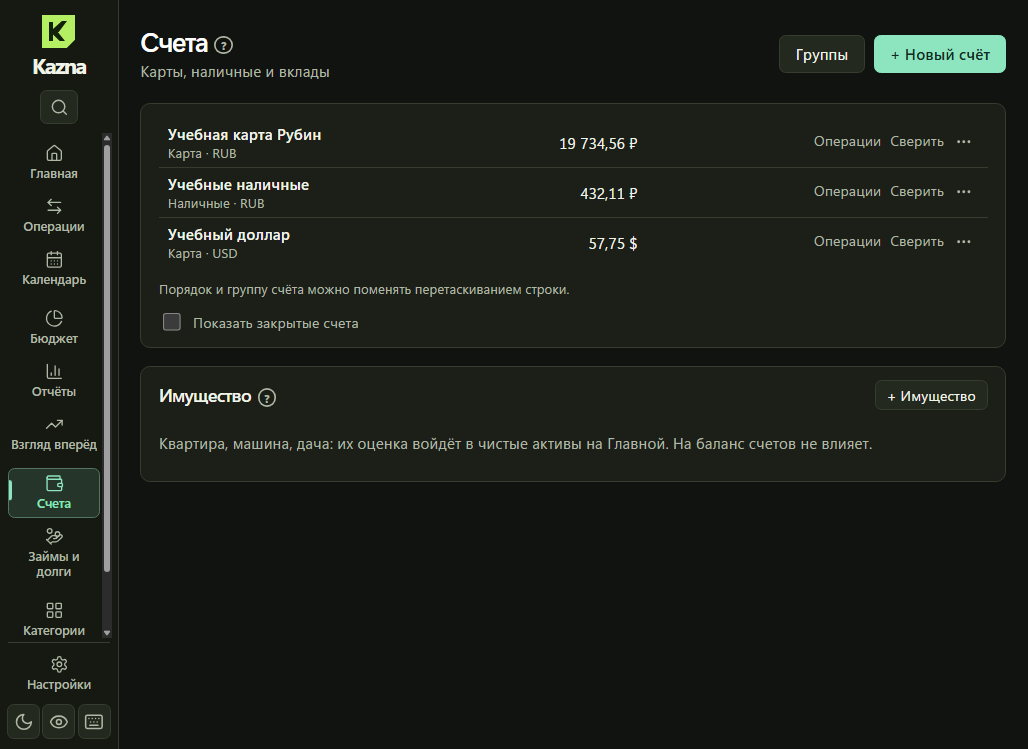 Kazna
Главная
Операции
Календарь
Бюджет
Отчёты
Взгляд вперёд
Счета
Займы и
долги
Категории
Настройки
Счета ?
Карты, наличные и вклады
Группы
+ Новый счёт
Учебная карта Рубин
Карта · RUB
19 734,56 ₽
Операции Сверить ···
Учебные наличные
Наличные · RUB
432,11 ₽
Операции Сверить ···
Учебный доллар
Карта · USD
57,75 $
Операции Сверить ···
Порядок и группу счёта можно поменять перетаскиванием строки.
Показать закрытые счета
Имущество ?
+ Имущество
Квартира, машина, дача: их оценка войдёт в чистые активы на Главной. На баланс счетов не влияет.